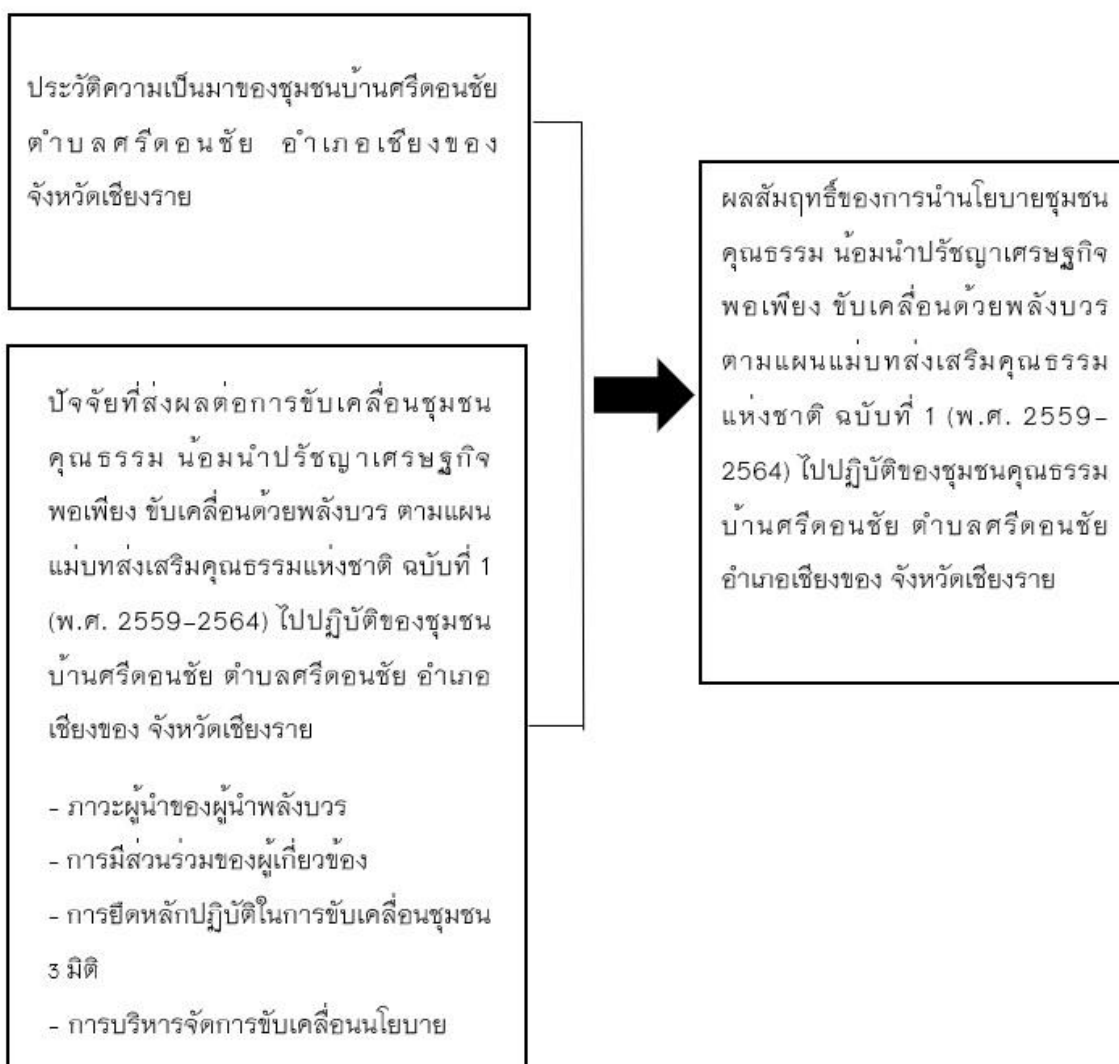 ประวัติความเป็นมาของชุมชนบ้านศรีดอนชัย
ตำบลศรีดอนชัย อำเภอเชียงของ
จังหวัดเชียงราย
ปัจจัยที่ส่งผลต่อการขับเคลื่อนชุมชน
คุณธรรม น้อมนำปรัชญาเศรษฐกิจ
พอเพียง ขับเคลื่อนด้วยพลังบวร ตามแผน
แม่บทส่งเสริมคุณธรรมแห่งชาติ ฉบับที่ 1
(พ.ศ. 2559-2564) ไปปฏิบัติของชุมชน
บ้านศรีดอนชัย ตำบลศรีดอนชัย อำเภอ
เชียงของ จังหวัดเชียงราย
- ภาวะผู้นำของผู้นำพลังบวร
- การมีส่วนร่วมของผู้เกี่ยวข้อง
- การยึดหลักปฏิบัติในการขับเคลื่อนชุมชน
3 มิติ
- การบริหารจัดการขับเคลื่อนนโยบาย
ผลสัมฤทธิ์ของการนำนโยบายชุมชน
คุณธรรม น้อมนำปรัชญาเศรษฐกิจ
พอเพียง ขับเคลื่อนด้วยพลังบวร
ตามแผนแม่บทส่งเสริมคุณธรรม
แห่งชาติ ฉบับที่ 1 (พ.ศ. 2559-
2564) ไปปฏิบัติของชุมชนคุณธรรม
บ้านศรีดอนชัย ตำบลศรีดอนชัย
อำเภอเชียงของ จังหวัดเชียงราย